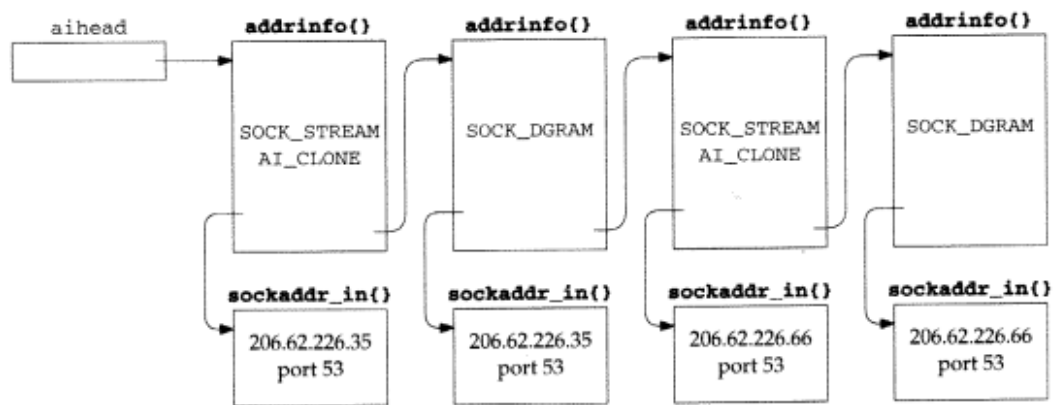 aihead
addrinfo{}
addrinfo{}
addrinfo{}
addrinfo{}
SOCK_STREAM
AI_CLONE
SOCK_DGRAM
SOCK_STREAM
AI_CLONE
SOCK_DGRAM
sockaddr_in{}
sockaddr_in{}
sockaddr_in{}
sockaddr_in{}
206.62.226.35
port 53
206.62.226.35
port 53
206.62.226.66
port 53
206.62.226.66
port 53